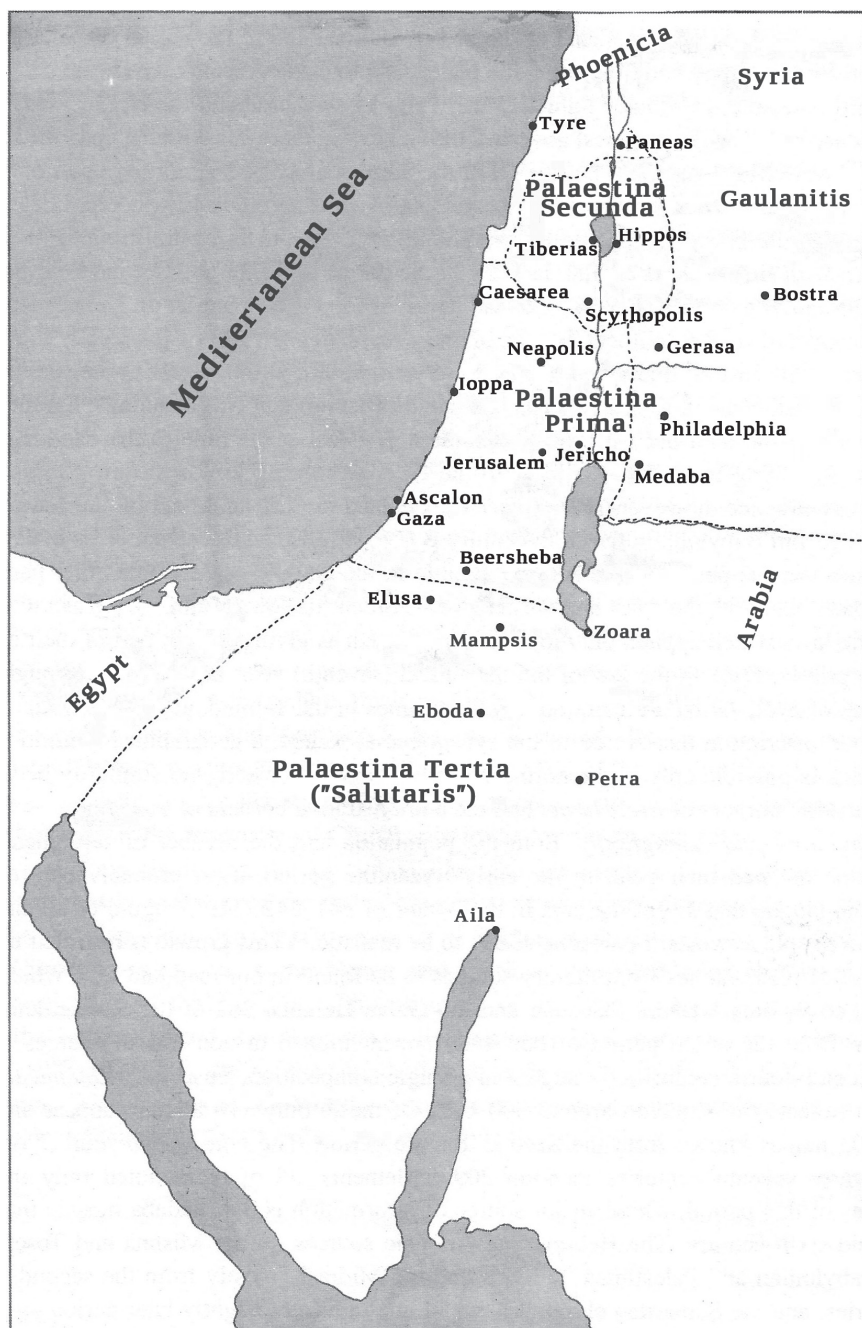 Phoenicia
Syria
Tyre
Paneas
Palaestina
Secunda
Gaulanitis
Mediterranean Sea
Tiberias
Hippos
Caesarea
Scythopolis
Bostra
Neapolis
Gerasa
Ioppa
Palaestina
Prima
Philadelphia
Jerusalem
Jericho
Medaba
Ascalon
Gaza
Beersheba
Elusa
Mampsis
Zoara
Arabia
Egypt
Eboda
Palaestina Tertia
("Salutaris")
Petra
Aila